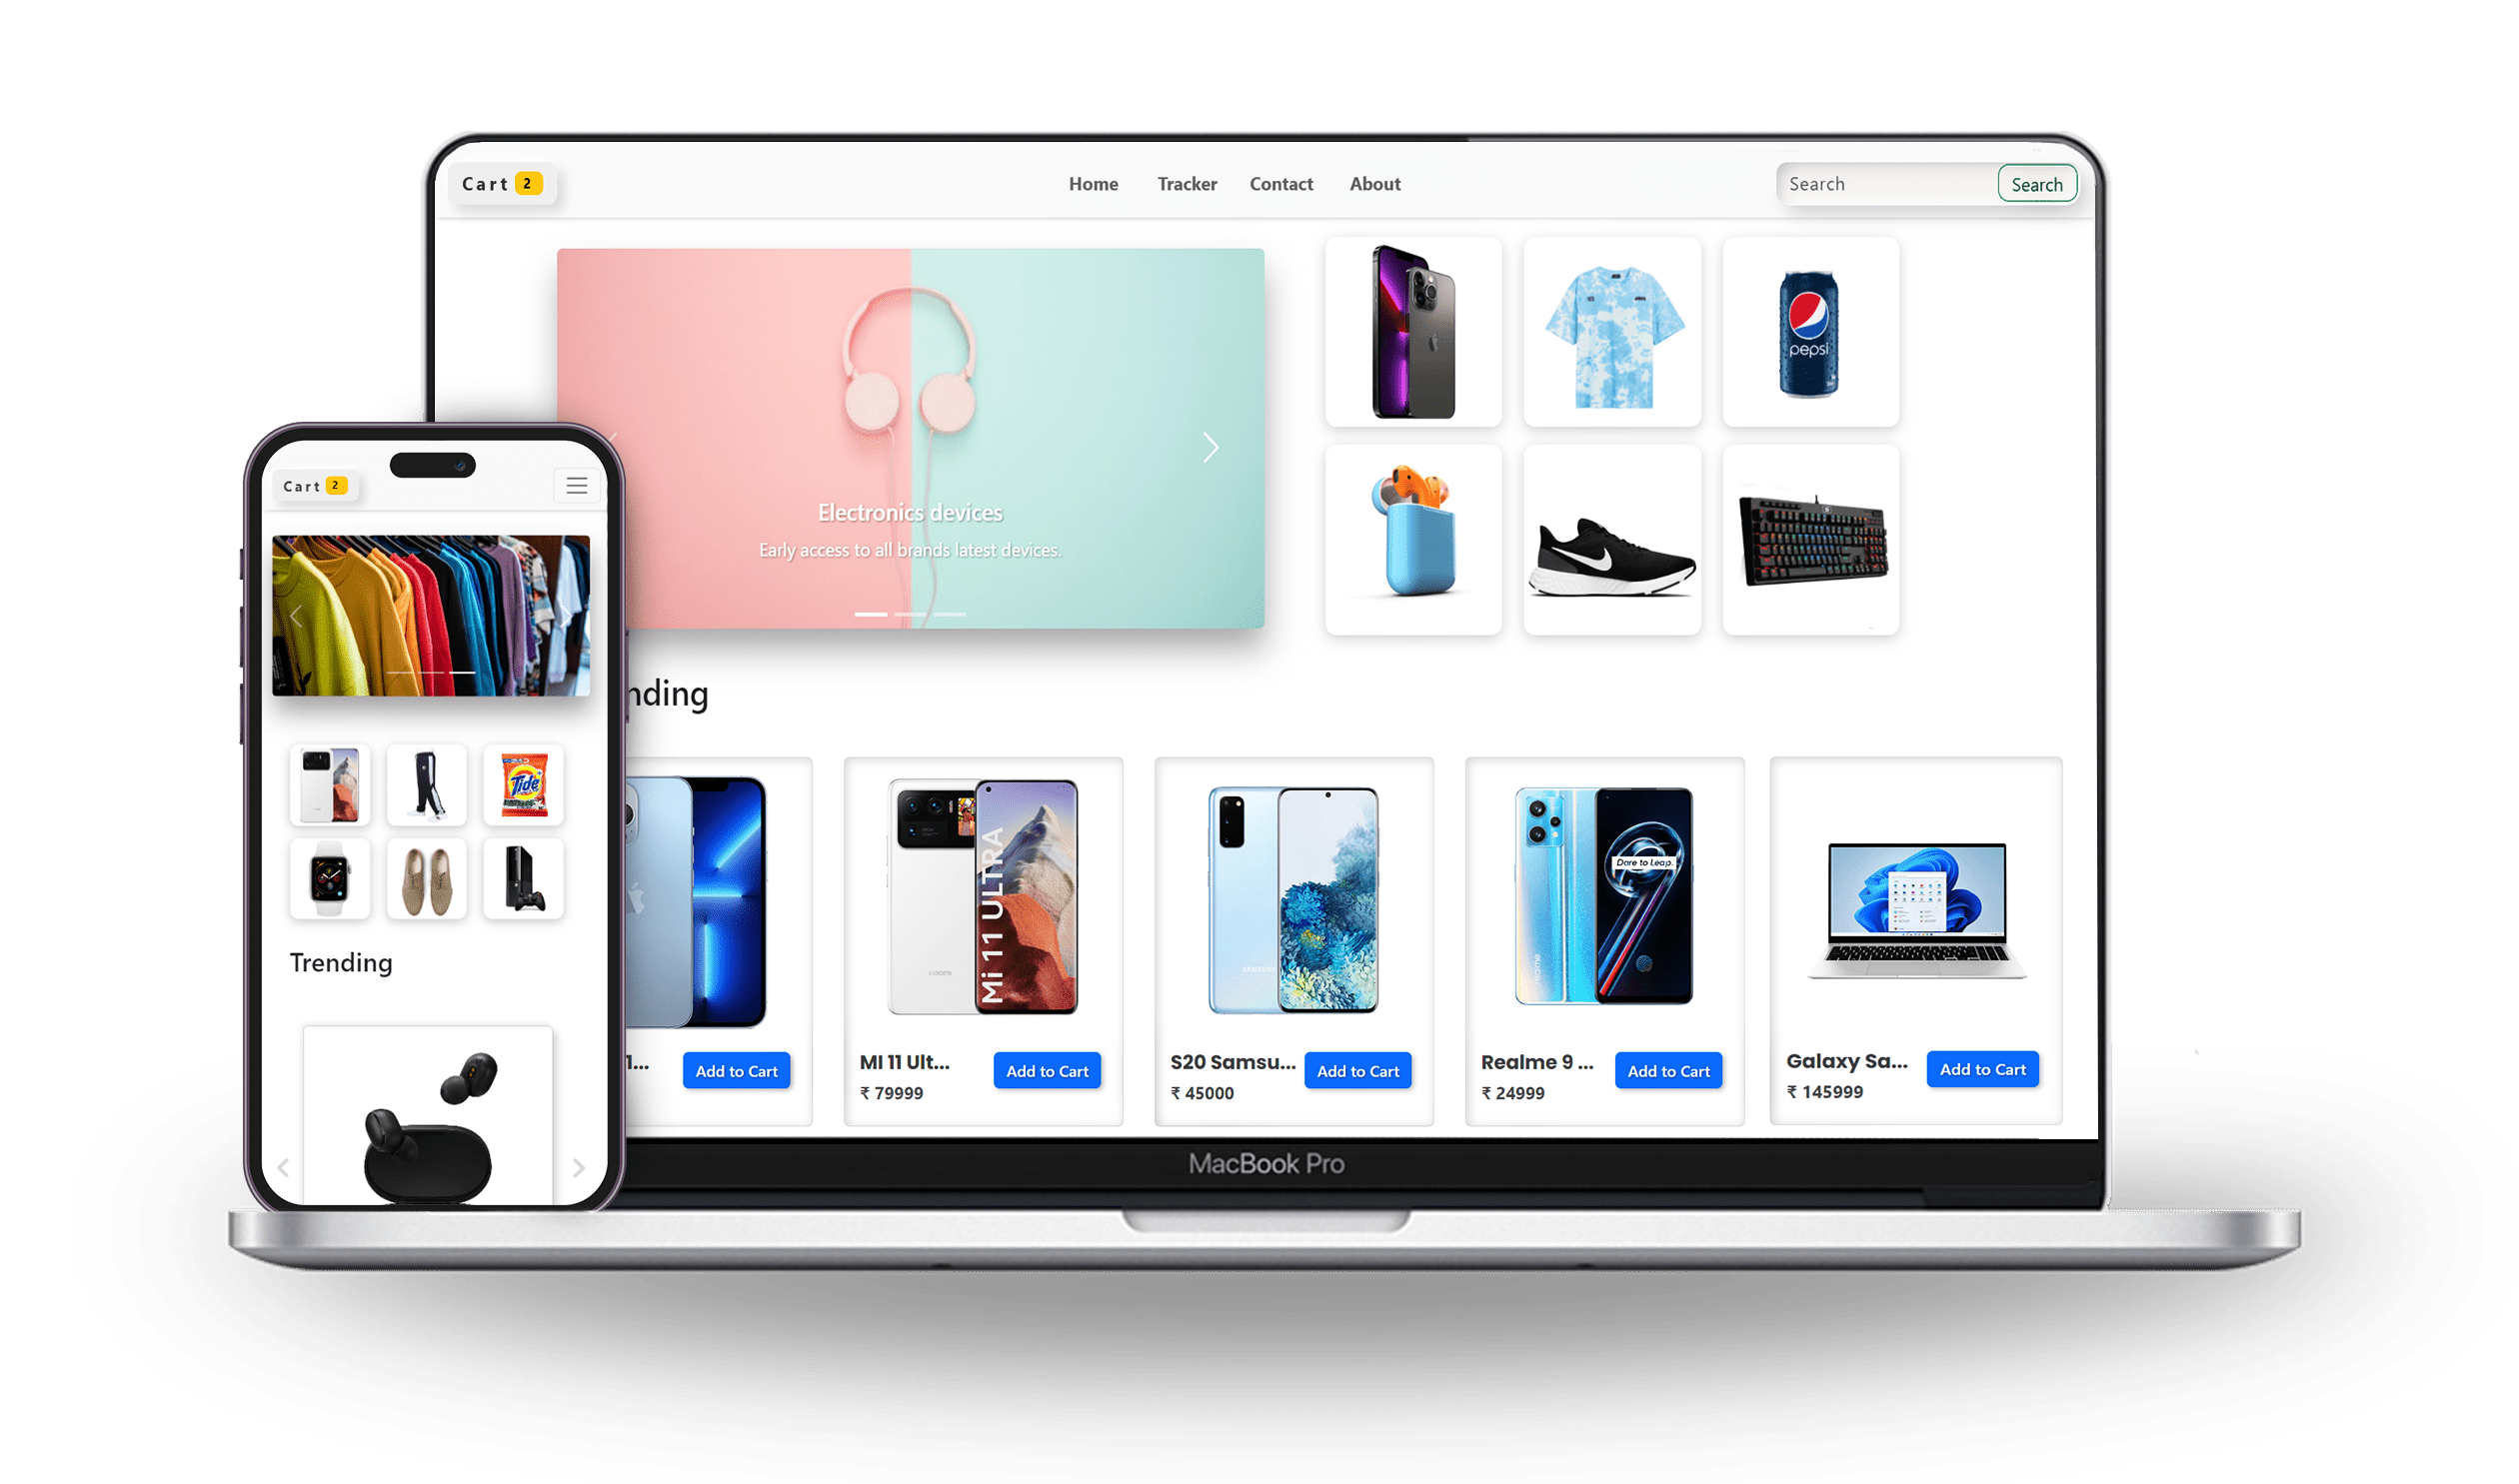 Cart 2
Home Tracker Contact About
Search Search
pepsi
Electronics devices
Early access to all brands latest devices.
nding
Mi 11 ULTRA
XIAOMI
SAMSUNG
realme
Dare to Leap.
1... Add to Cart
MI 11 Ult... Add to Cart
₹ 79999
S20 Samsu... Add to Cart
₹ 45000
Realme 9 ... Add to Cart
₹ 24999
Galaxy Sa... Add to Cart
₹ 145999
MacBook Pro
Cart 2
Tide
Trending